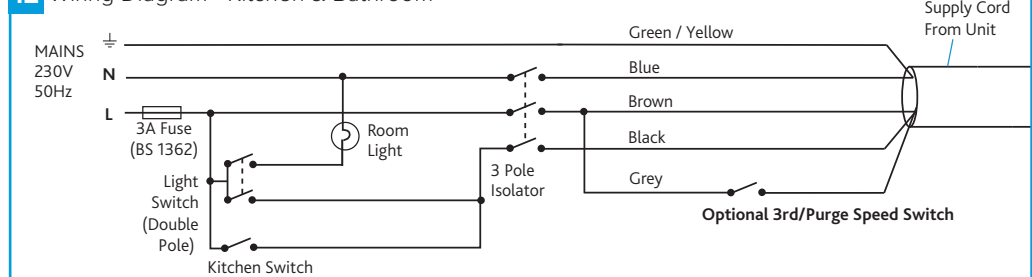 12 Wiring Diagram - Kitchen & Bathroom
Supply Cord
From Unit
MAINS
230V
50Hz
N
L
Green / Yellow
Blue
Brown
Black
Grey
3A Fuse
(BS 1362)
Room
Light
3 Pole
Isolator
Light
Switch
(Double
Pole)
Optional 3rd/Purge Speed Switch
Kitchen Switch